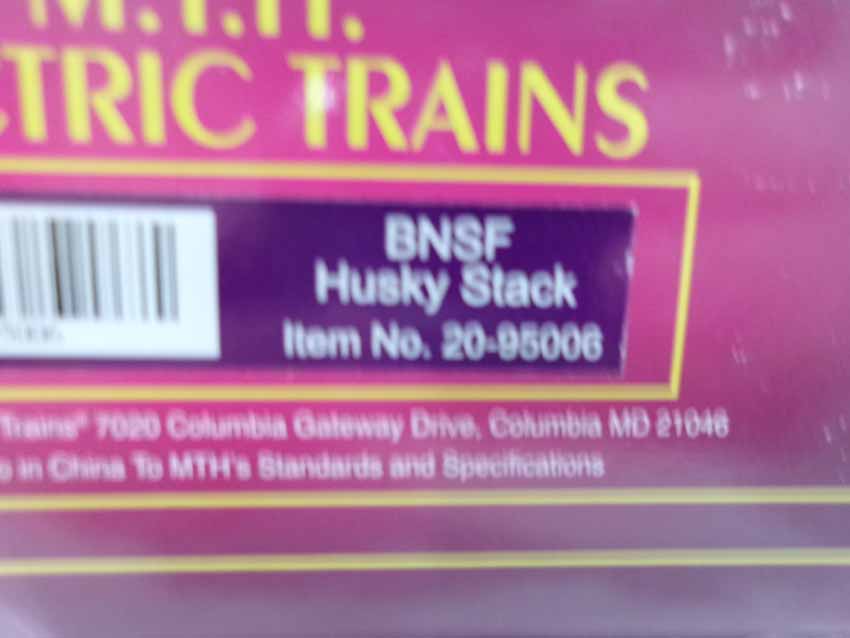 M.T.H.
CTRIC TRAINS
BNSF
Husky Stack
Item No. 20-95006
Trains" 7020 Columbia Gateway Drive, Columbia MD 21046
in China To MTH's Standards and Specifications